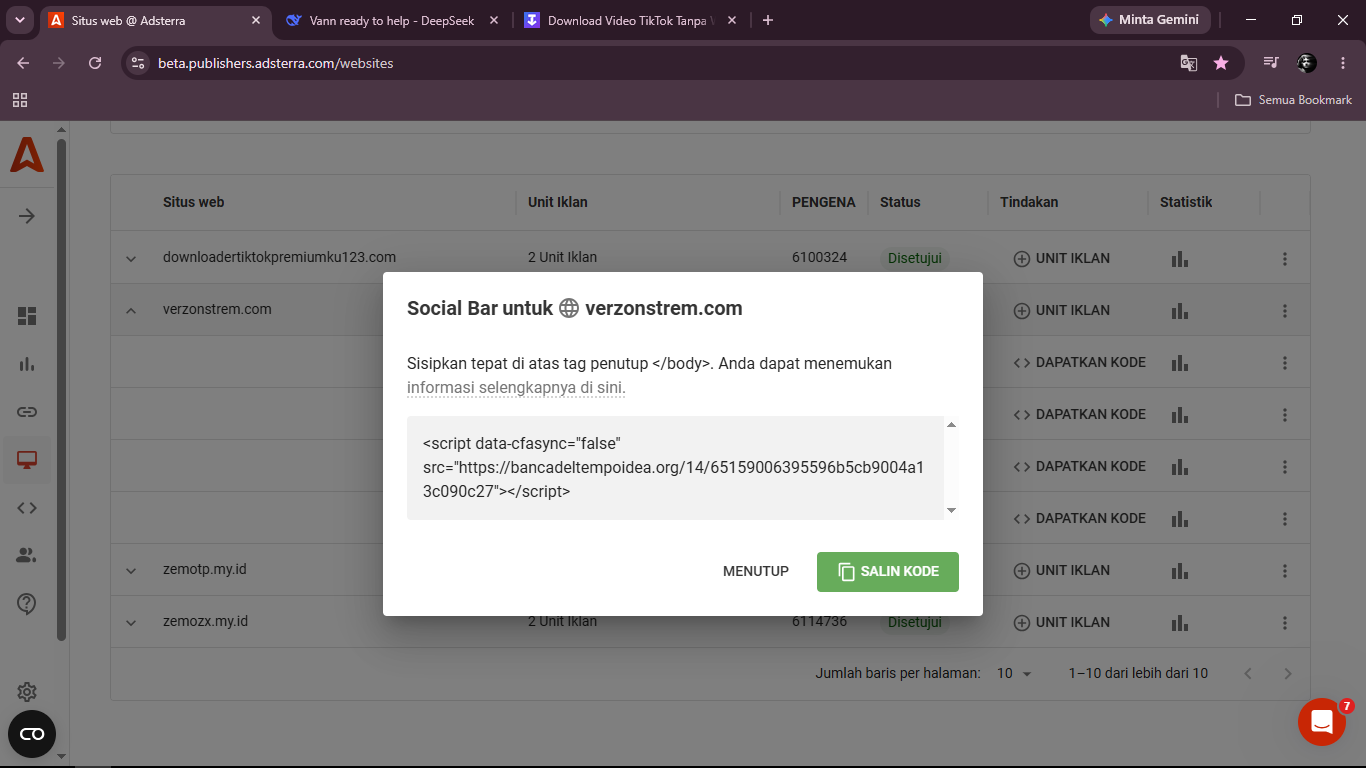 Situs web @ Adsterra
Vann ready to help - DeepSeek
Download Video TikTok Tanpa
Minta Gemini
beta.publishers.adsterra.com/websites
Semua Bookmark
Situs web
Unit Iklan
PENGENA
Status
Tindakan
Statistik
downloadertiktokpremiumku123.com
2 Unit Iklan
6100324
Disetujui
UNIT IKLAN
verzonstrem.com
UNIT IKLAN
DAPATKAN KODE
DAPATKAN KODE
DAPATKAN KODE
DAPATKAN KODE
zemotp.my.id
UNIT IKLAN
zemozx.my.id
2 Unit Iklan
6114736
Disetujui
UNIT IKLAN
Social Bar untuk verzonstrem.com
Sisipkan tepat di atas tag penutup </body>. Anda dapat menemukan
informasi selengkapnya di sini.
<script data-cfasync="false"
src="https://bancadeltempoidea.org/14/65159006395596b5cb9004a1
3c090c27"></script>
MENUTUP
SALIN KODE
Jumlah baris per halaman:
10
1–10 dari lebih dari 10
7